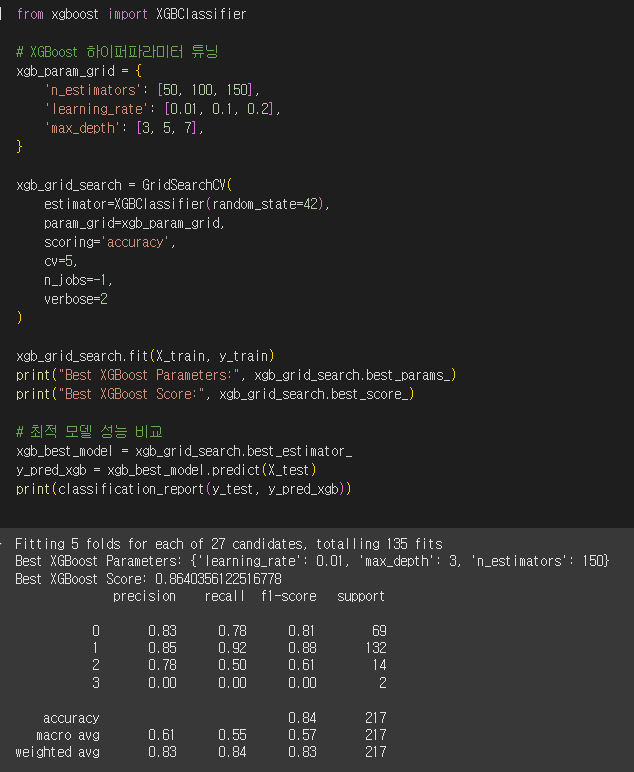 from xgboost import XGBClassifier
# XGBoost 하이퍼파라미터 튜닝
xgb_param_grid = {
    'n_estimators': [50, 100, 150],
    'learning_rate': [0.01, 0.1, 0.2],
    'max_depth': [3, 5, 7],
}
xgb_grid_search = GridSearchCV(
    estimator=XGBClassifier(random_state=42),
    param_grid=xgb_param_grid,
    scoring='accuracy',
    cv=5,
    n_jobs=-1,
    verbose=2
)
xgb_grid_search.fit(X_train, y_train)
print("Best XGBoost Parameters:", xgb_grid_search.best_params_)
print("Best XGBoost Score:", xgb_grid_search.best_score_)
# 최적 모델 성능 비교
xgb_best_model = xgb_grid_search.best_estimator_
y_pred_xgb = xgb_best_model.predict(X_test)
print(classification_report(y_test, y_pred_xgb))
Fitting 5 folds for each of 27 candidates, totalling 135 fits
Best XGBoost Parameters: {'learning_rate': 0.01, 'max_depth': 3, 'n_estimators': 150}
Best XGBoost Score: 0.8640356122516778
precision recall f1-score support
0 0.83 0.78 0.81 69
1 0.85 0.92 0.88 132
2 0.78 0.50 0.61 14
3 0.00 0.00 0.00 2
accuracy 0.84 217
macro avg 0.61 0.55 0.57 217
weighted avg 0.83 0.84 0.83 217